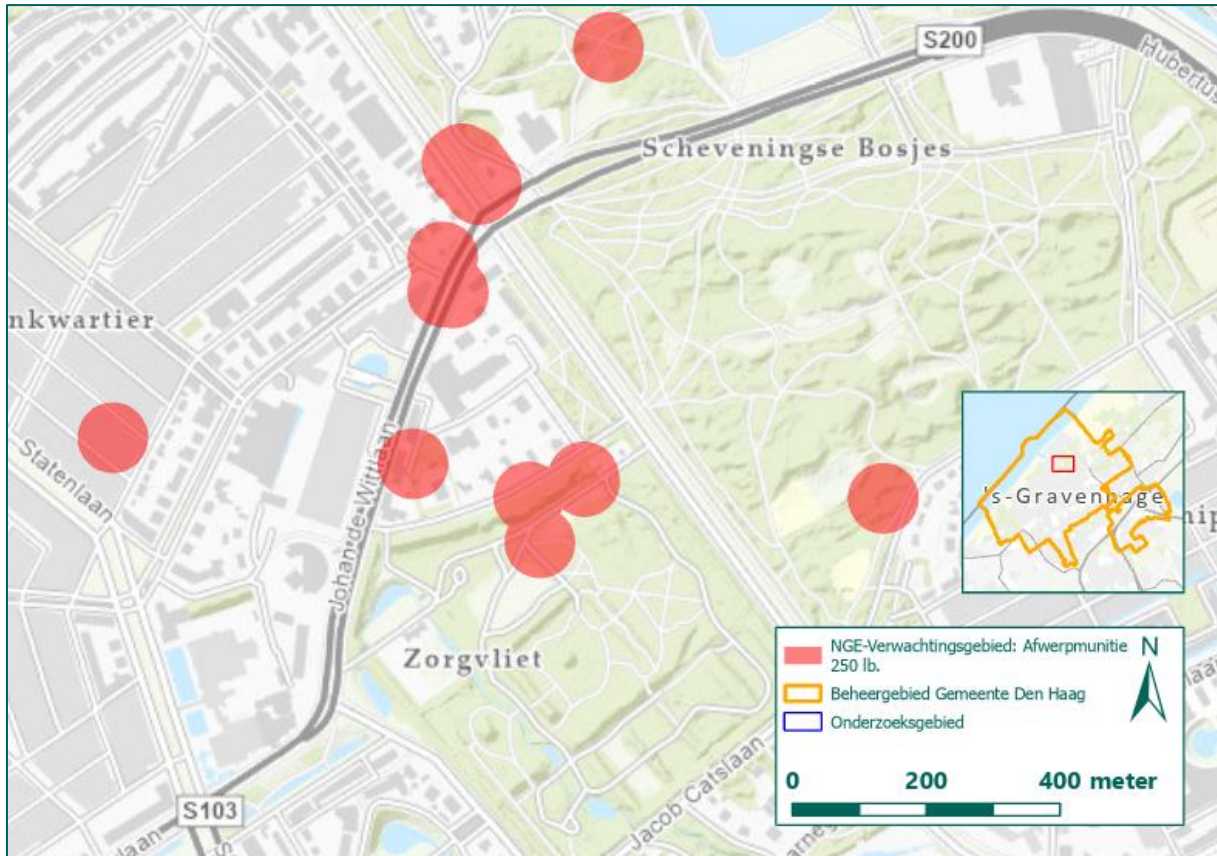 S200
Hubertus
Scheveningse Bosjes
nkwartier
Statenlaan
Johan de Wittlaan
's-Gravenhage
Zorgvliet
NGE-Verwachtingsgebied: Afwerpmunitie
250 lb.
N
Beheergebied Gemeente Den Haag
Onderzoeksgebied
0 200 400 meter
Jacob Catslaan
S103
laan